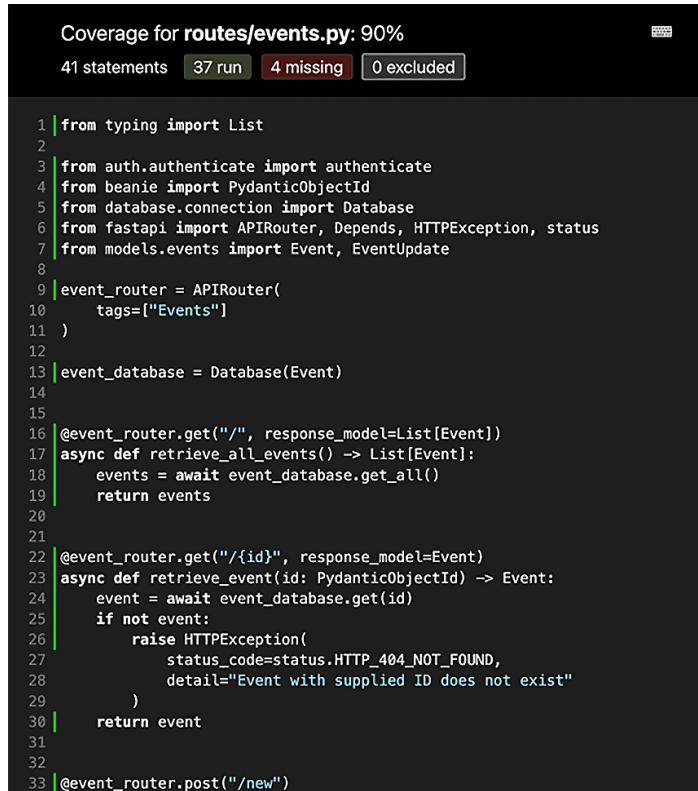 Coverage for routes/events.py: 90%
41 statements 37 run 4 missing 0 excluded
1 from typing import List
2
3 from auth.authenticate import authenticate
4 from beanie import PydanticObjectId
5 from database.connection import Database
6 from fastapi import APIRouter, Depends, HTTPException, status
7 from models.events import Event, EventUpdate
8
9 event_router = APIRouter(
10     tags=["Events"]
11 )
12
13 event_database = Database(Event)
14
15
16 @event_router.get("/", response_model=List[Event])
17 async def retrieve_all_events() -> List[Event]:
18     events = await event_database.get_all()
19     return events
20
21
22 @event_router.get("/{id}", response_model=Event)
23 async def retrieve_event(id: PydanticObjectId) -> Event:
24     event = await event_database.get(id)
25     if not event:
26         raise HTTPException(
27             status_code=status.HTTP_404_NOT_FOUND,
28             detail="Event with supplied ID does not exist"
29         )
30     return event
31
32
33 @event_router.post("/new")